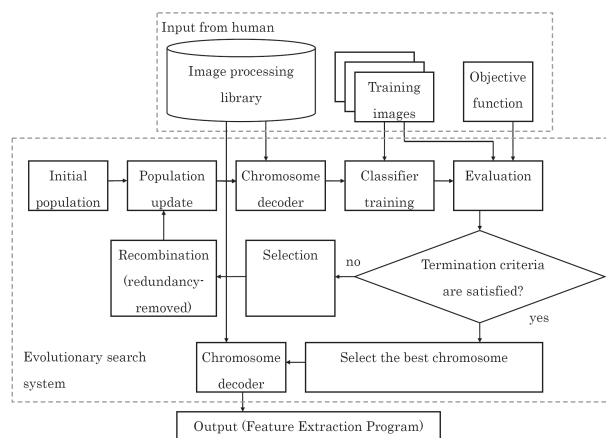 Input from human
Image processing
library
Training
images
Objective
function
Initial
population
Population
update
Chromosome
decoder
Classifier
training
Evaluation
Recombination
(redundancy-
removed)
Selection
no
Termination criteria
are satisfied?
yes
Evolutionary search
system
Chromosome
decoder
Select the best chromosome
Output (Feature Extraction Program)